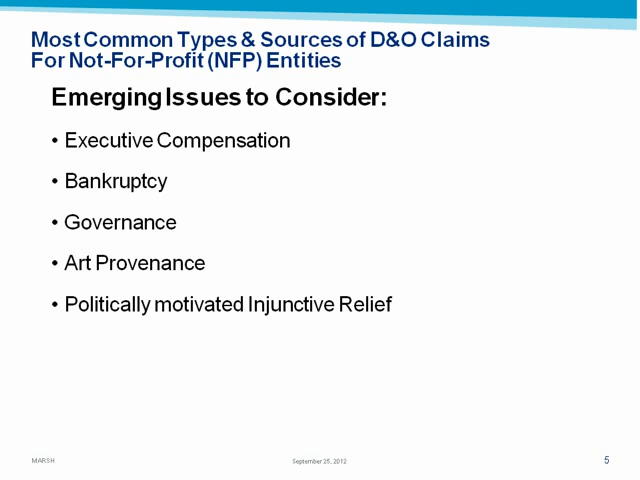 Most Common Types & Sources of D&O Claims
For Not-For-Profit (NFP) Entities
Emerging Issues to Consider:
• Executive Compensation
• Bankruptcy
• Governance
• Art Provenance
• Politically motivated Injunctive Relief
MARSH
September 25, 2012
5